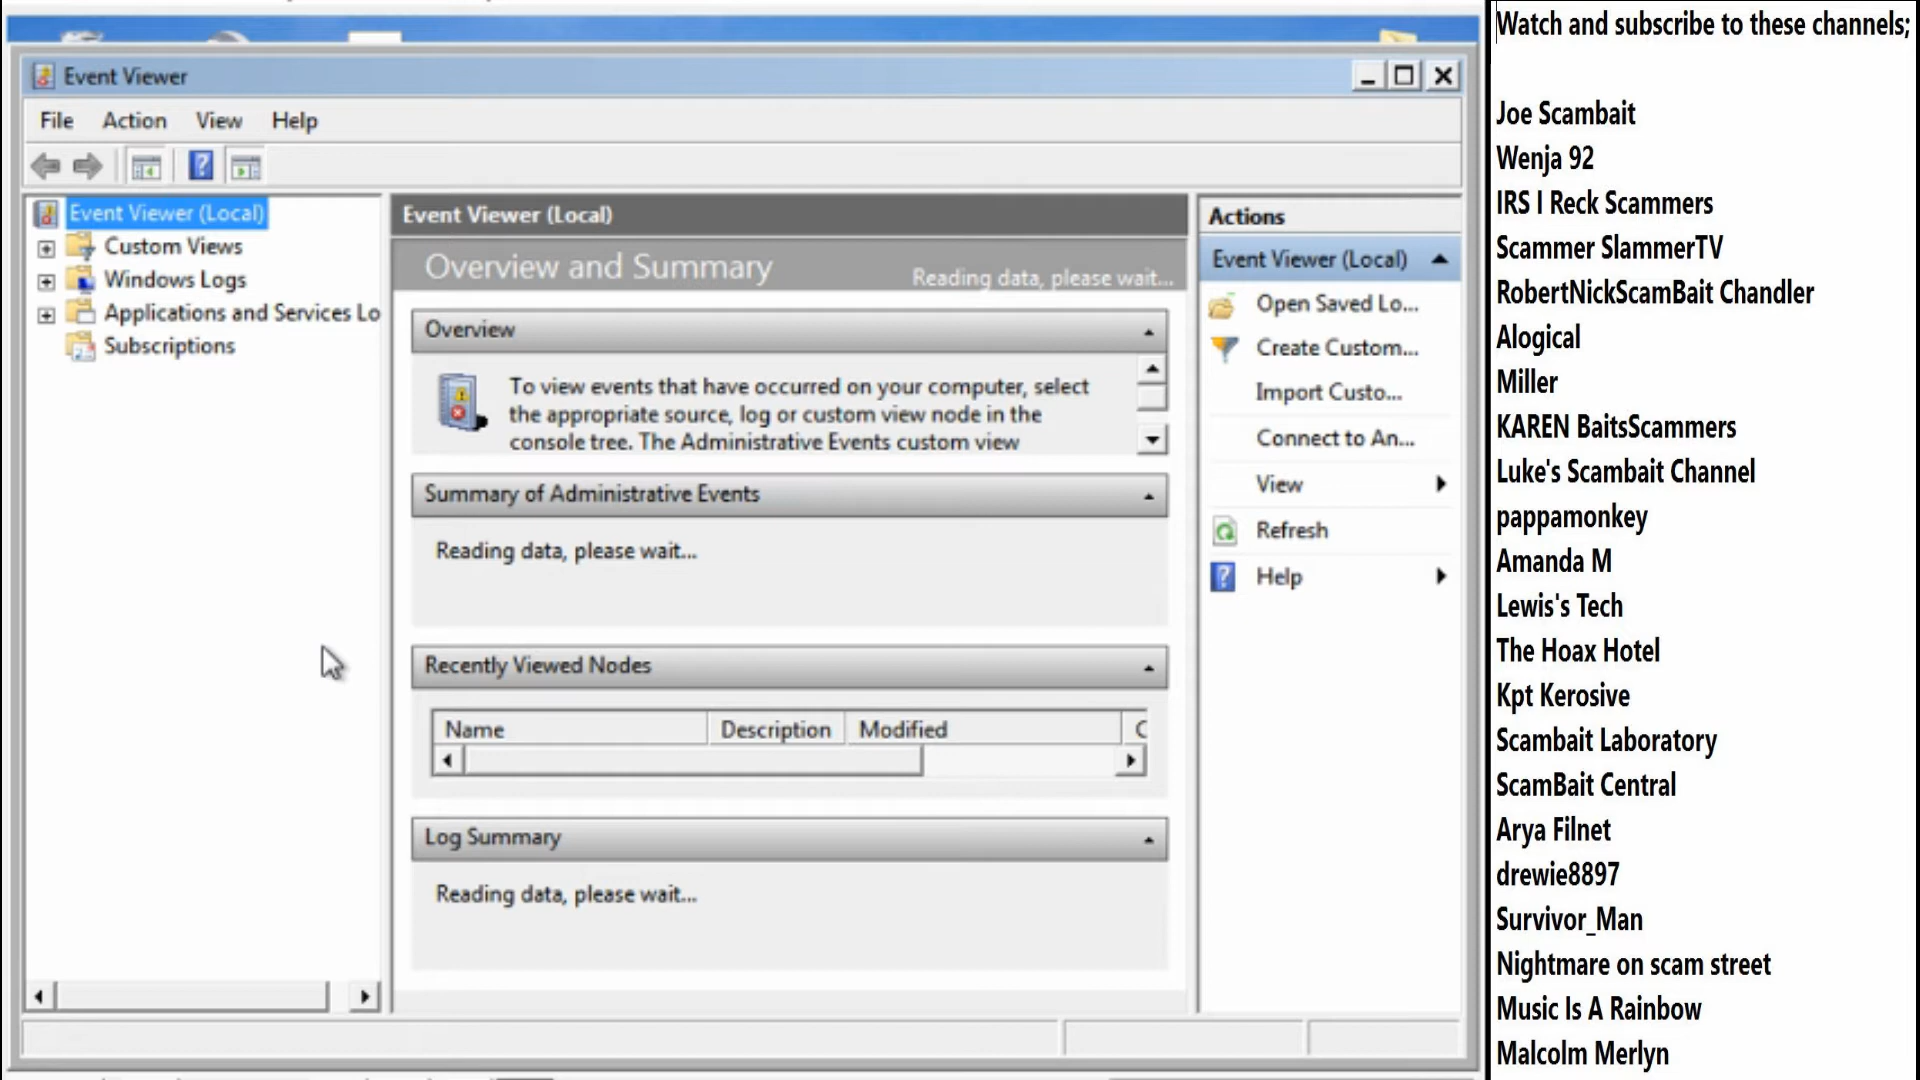 Event Viewer
File Action View Help
Event Viewer (Local)
Custom Views
Windows Logs
Applications and Services Lo
Subscriptions
Event Viewer (Local)
Overview and Summary
Reading data, please wait...
Overview
To view events that have occurred on your computer, select
the appropriate source, log or custom view node in the
console tree. The Administrative Events custom view
Summary of Administrative Events
Reading data, please wait...
Recently Viewed Nodes
Name Description Modified C
Log Summary
Reading data, please wait...
Actions
Event Viewer (Local)
Open Saved Lo...
Create Custom...
Import Custo...
Connect to An...
View
Refresh
Help
Watch and subscribe to these channels;
Joe Scambait
Wenja 92
IRS I Reck Scammers
Scammer SlammerTV
RobertNickScamBait Chandler
Alogical
Miller
KAREN BaitsScammers
Luke's Scambait Channel
pappamonkey
Amanda M
Lewis's Tech
The Hoax Hotel
Kpt Kerosive
Scambait Laboratory
ScamBait Central
Arya Filnet
drewie8897
Survivor_Man
Nightmare on scam street
Music Is A Rainbow
Malcolm Merlyn